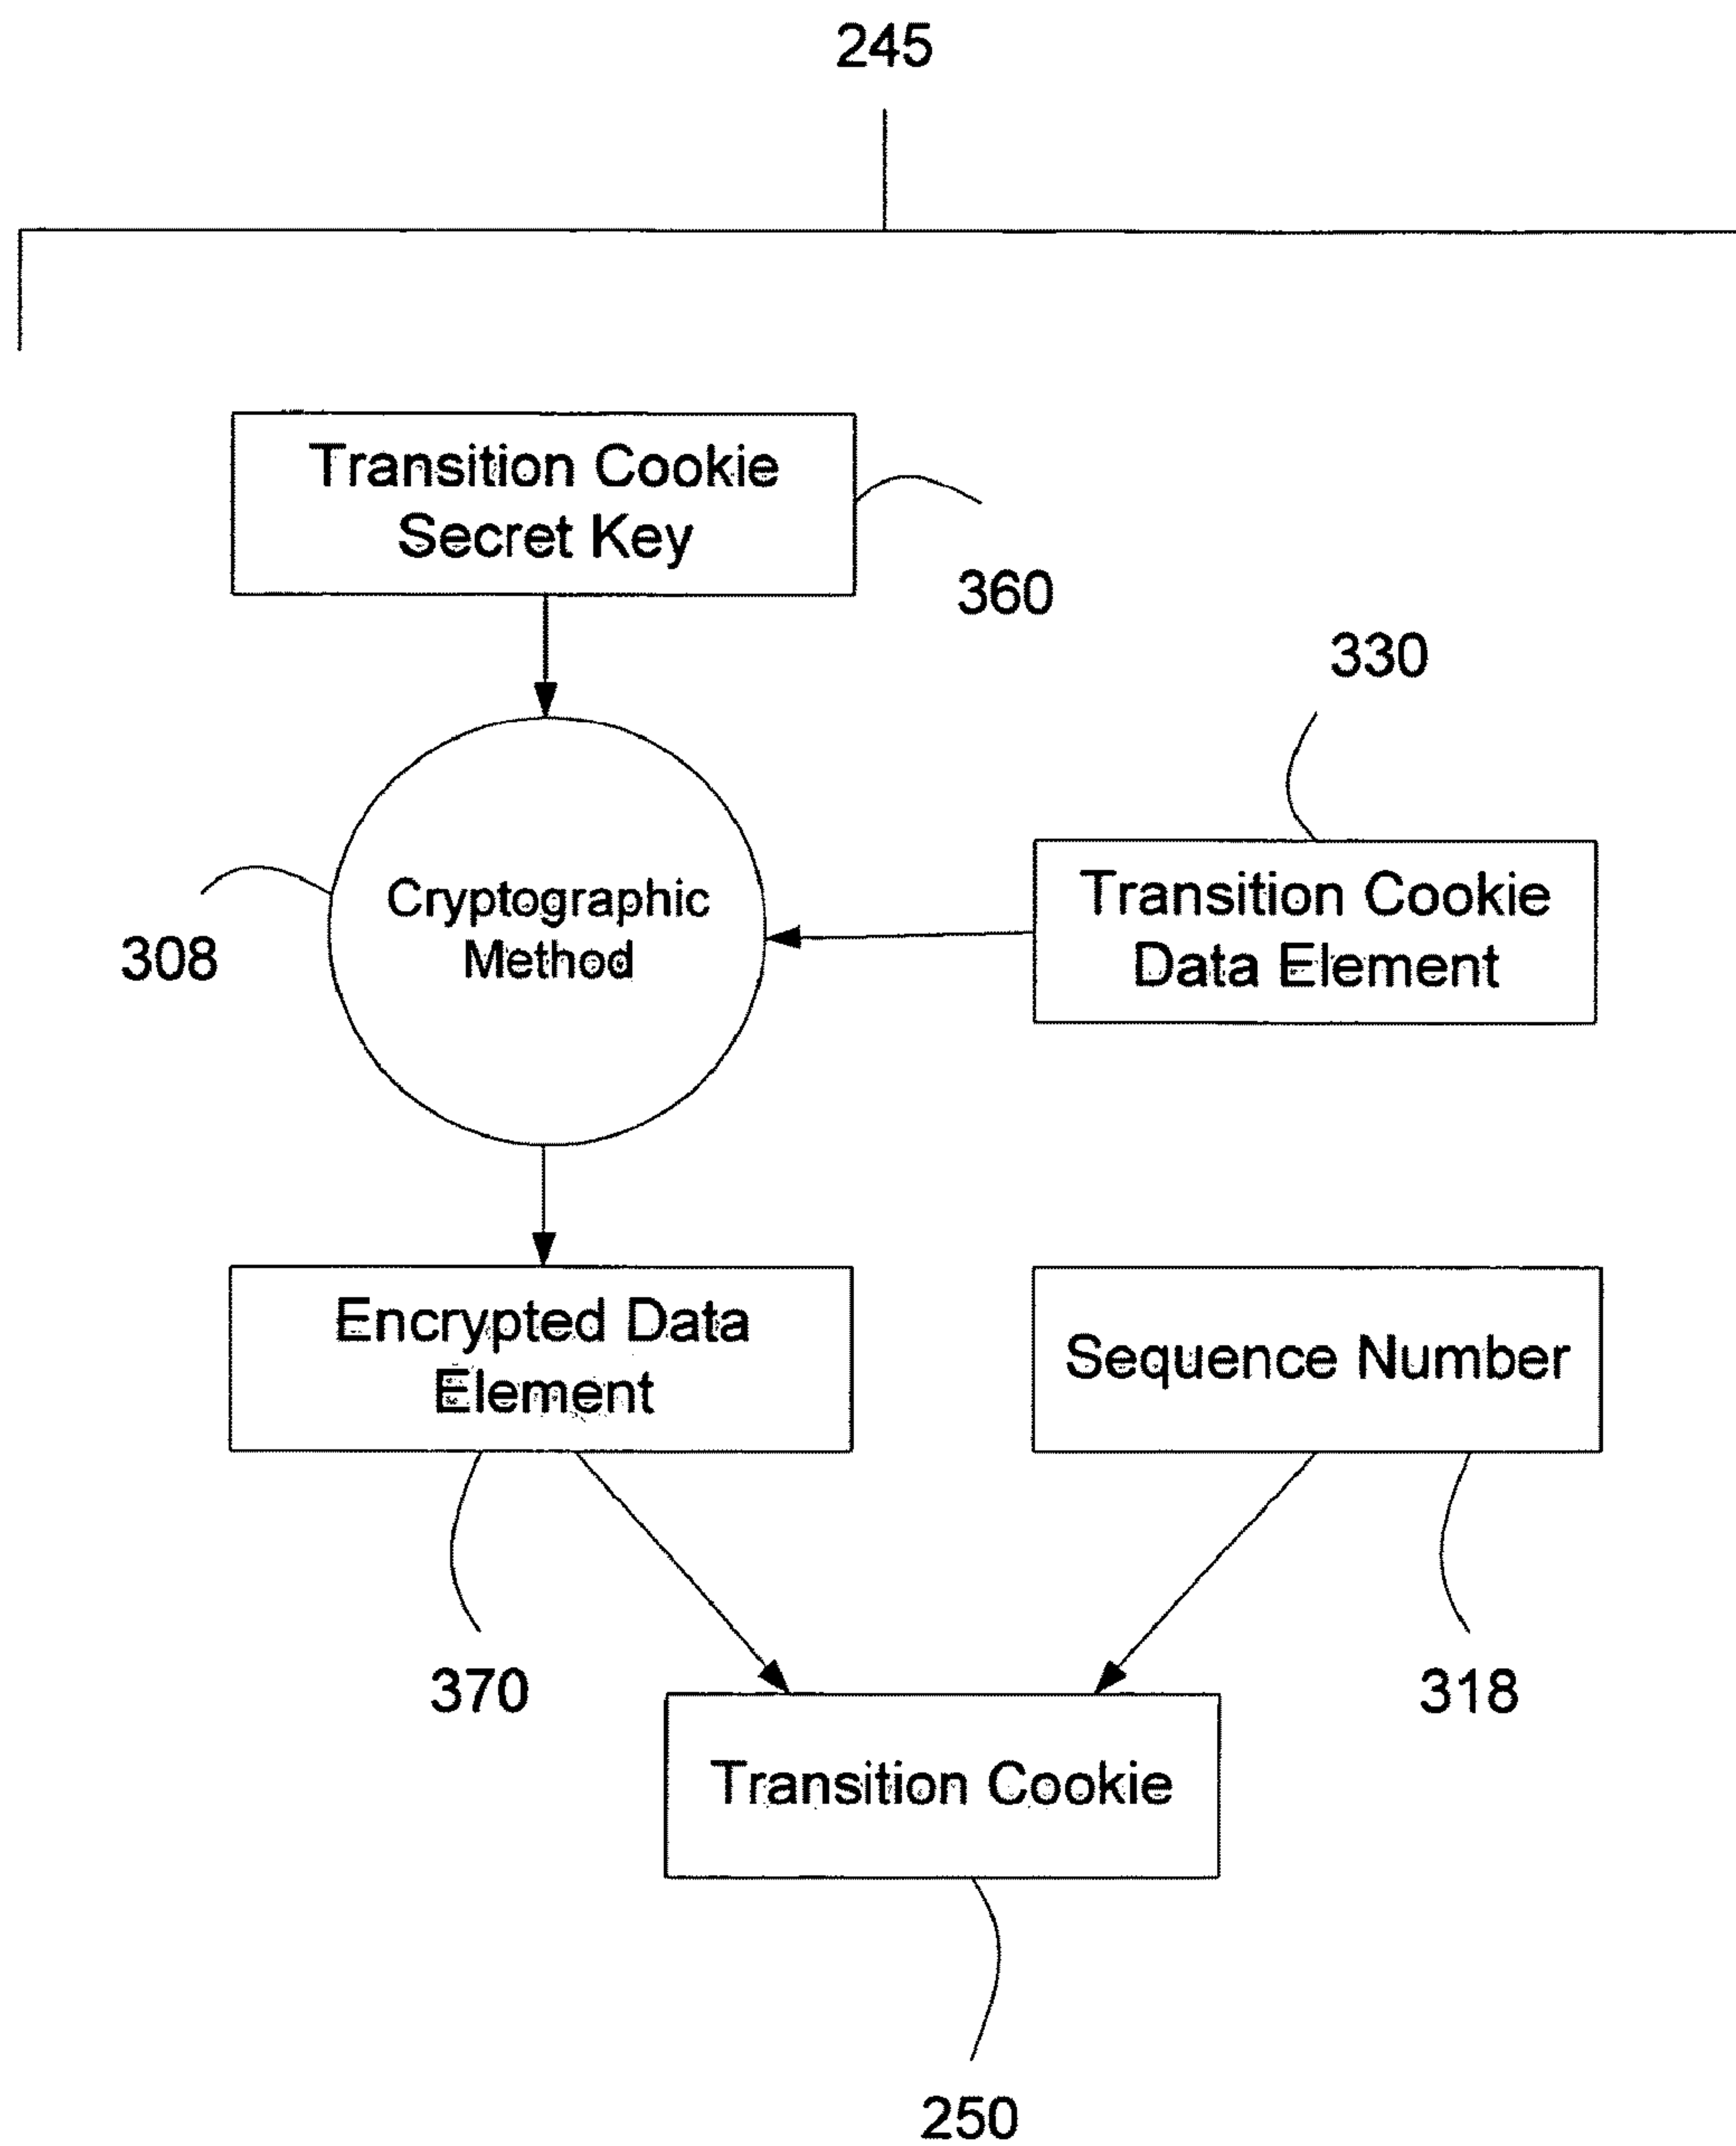 245
Transition Cookie
Secret Key
360
330
Cryptographic
Method
308
Transition Cookie
Data Element
Encrypted Data
Element
Sequence Number
370
318
Transition Cookie
250